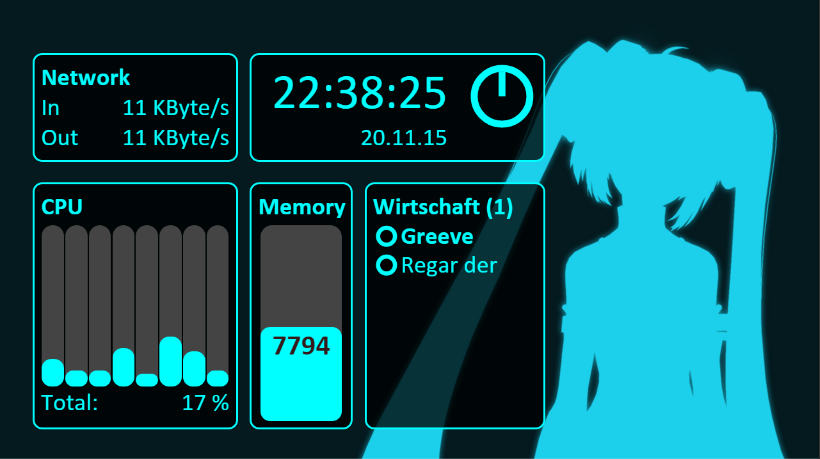 Network
In 11 KByte/s
Out 11 KByte/s
22:38:25
20.11.15
CPU
Total: 17 %
Memory
7794
Wirtschaft (1)
Greeve
Regar der